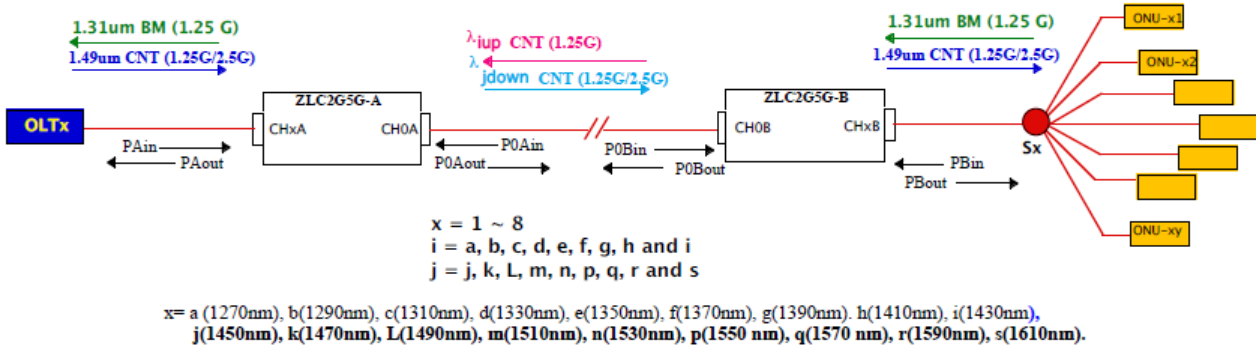 1.31um BM (1.25 G)
1.49um CNT (1.25G/2.5G)
λiup CNT (1.25G)
λ
jdown CNT (1.25G/2.5G)
1.31um BM (1.25 G)
1.49um CNT (1.25G/2.5G)
ONU-x1
ONU-x2
OLTx
ZLC2G5G-A
CHxA
CH0A
ZLC2G5G-B
CH0B
CHxB
Sx
PAin
PAout
P0Ain
P0Aout
P0Bin
P0Bout
PBin
PBout
ONU-xy
x = 1 ~ 8
i = a, b, c, d, e, f, g, h and i
j = j, k, L, m, n, p, q, r and s
x= a (1270nm), b(1290nm), c(1310nm), d(1330nm), e(1350nm), f(1370nm), g(1390nm). h(1410nm), i(1430nm),
j(1450nm), k(1470nm), L(1490nm), m(1510nm), n(1530nm), p(1550 nm), q(1570 nm), r(1590nm), s(1610nm).